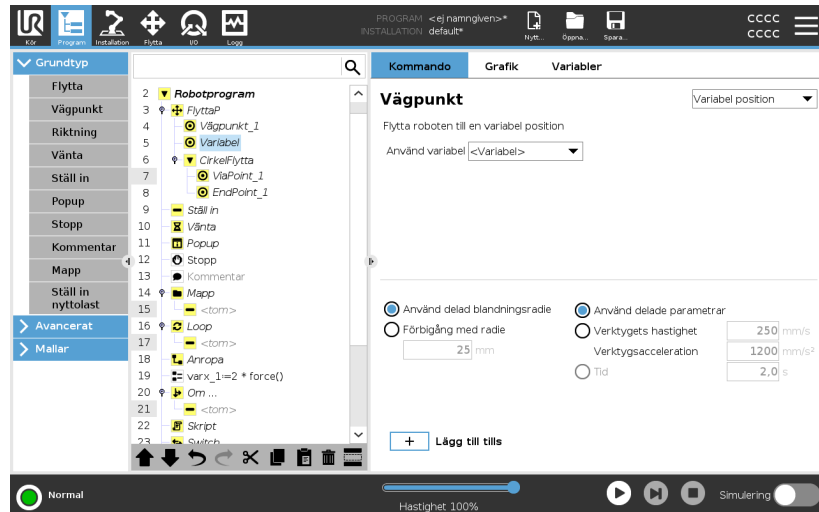 PROGRAM <ej namngiven>*
INSTALLATION default*
Kör
Program
Installation
Flytta
I/O
Logg
Nytt...
Öppna...
Spara...
cccc
cccc
Grundtyp
Flytta
Vägpunkt
Riktning
Vänta
Ställ in
Popup
Stopp
Kommentar
Mapp
Ställ in
nyttolast
Avancerat
Mallar
2 Robotprogram
3 FlyttaP
4 Vägpunkt_1
5 Variabel
6 CirkelFlytta
7 ViaPoint_1
8 EndPoint_1
9 Ställ in
10 Vänta
11 Popup
12 Stopp
13 Kommentar
14 Mapp
15 <tom>
16 Loop
17 <tom>
18 Anropa
19 varx_1:=2 * force()
20 Om ...
21 <tom>
22 Skript
23 Switch
Kommando Grafik Variabler
Vägpunkt
Variabel position
Flytta roboten till en variabel position
Använd variabel <Variabel>
Använd delad blandningsradie
Förbigång med radie
25 mm
Använd delade parametrar
Verktygets hastighet 250 mm/s
Verktygsacceleration 1200 mm/s²
Tid 2,0 s
+ Lägg till tills
Normal
Hastighet 100%
Simulering